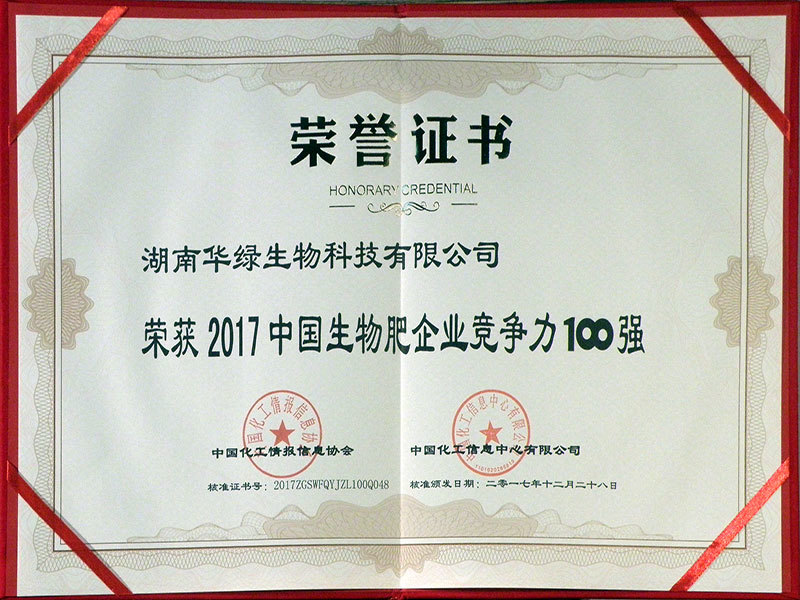 荣誉证书
HONORARY CREDENTIAL
湖南华绿生物科技有限公司
荣获2017中国生物肥企业竞争力100强
中国化工情报信息协会
中国化工信息中心有限公司
核准证书号：2017ZGSWFQYJZL100Q048
核准颁发日期：二零一七年十二月二十八日